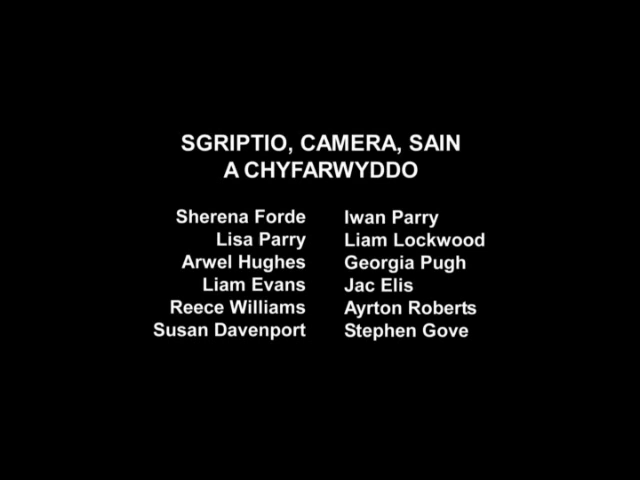 SGRIPTIO, CAMERA, SAIN
A CHYFARWYDDO
Sherena Forde
Lisa Parry
Arwel Hughes
Liam Evans
Reece Williams
Susan Davenport
Iwan Parry
Liam Lockwood
Georgia Pugh
Jac Elis
Ayrton Roberts
Stephen Gove